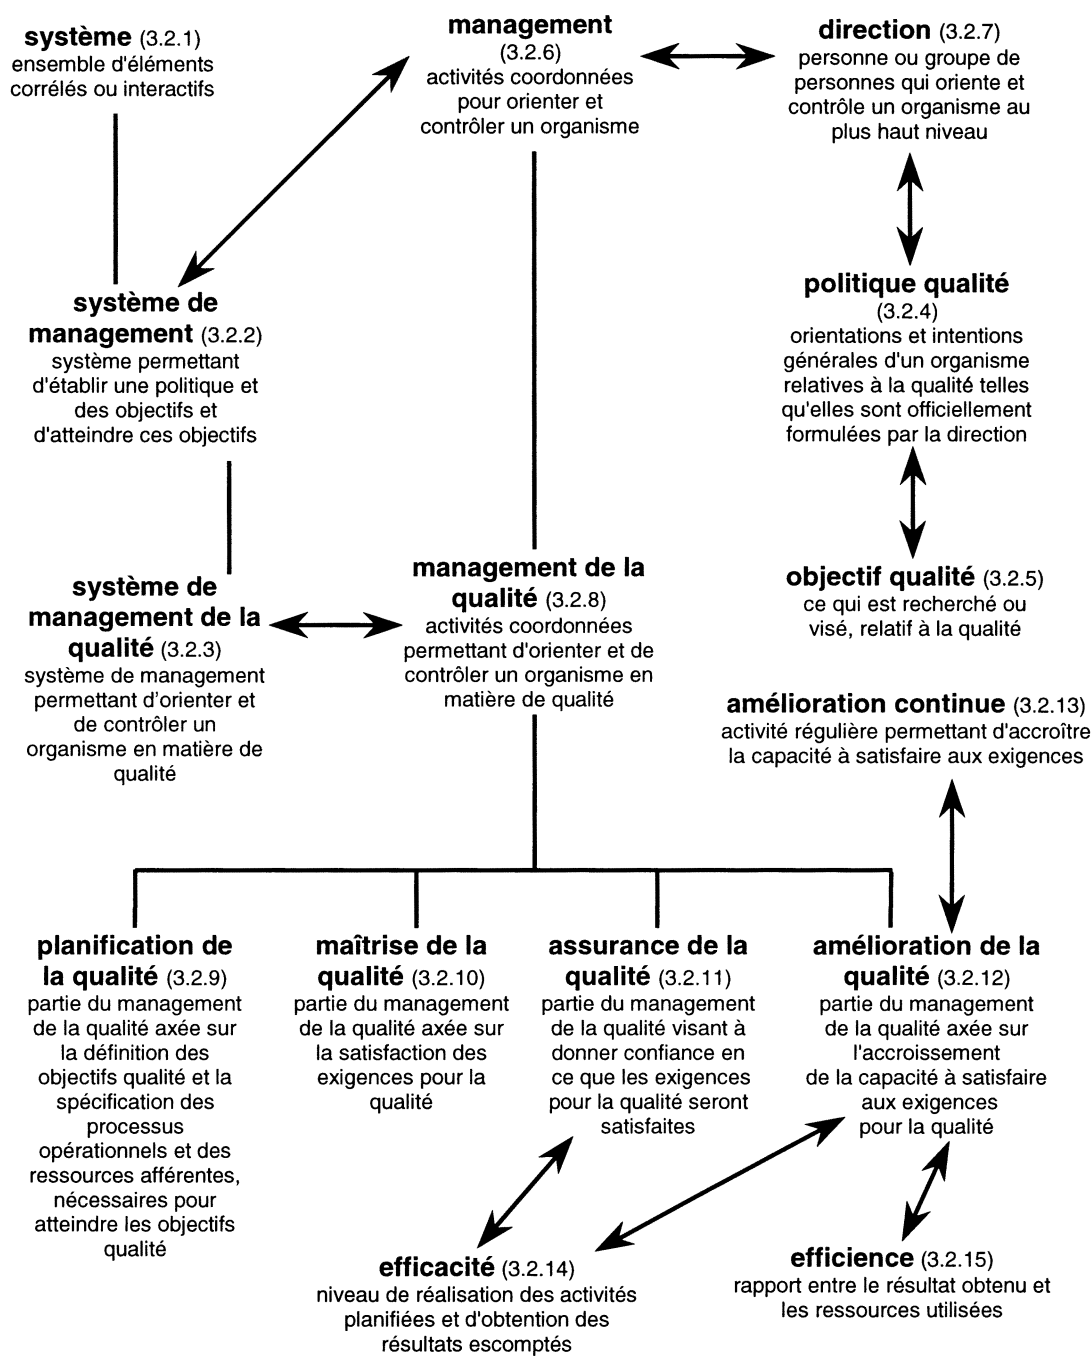 système (3.2.1)
ensemble d'éléments
corrélés ou interactifs
management
(3.2.6)
activités coordonnées
pour orienter et
contrôler un organisme
direction (3.2.7)
personne ou groupe de
personnes qui oriente et
contrôle un organisme au
plus haut niveau
système de
management (3.2.2)
système permettant
d'établir une politique et
des objectifs et
d'atteindre ces objectifs
politique qualité
(3.2.4)
orientations et intentions
générales d'un organisme
relatives à la qualité telles
qu'elles sont officiellement
formulées par la direction
système de
management de la
qualité (3.2.3)
système de management
permettant d'orienter et
de contrôler un
organisme en matière de
qualité
management de la
qualité (3.2.8)
activités coordonnées
permettant d'orienter et de
contrôler un organisme en
matière de qualité
objectif qualité (3.2.5)
ce qui est recherché ou
visé, relatif à la qualité
amélioration continue (3.2.13)
activité régulière permettant d'accroître
la capacité à satisfaire aux exigences
planification de
la qualité (3.2.9)
partie du management
de la qualité axée sur
la définition des
objectifs qualité et la
spécification des
processus
opérationnels et des
ressources afférentes,
nécessaires pour
atteindre les objectifs
qualité
maîtrise de la
qualité (3.2.10)
partie du management
de la qualité axée sur
la satisfaction des
exigences pour la
qualité
assurance de la
qualité (3.2.11)
partie du management
de la qualité visant à
donner confiance en
ce que les exigences
pour la qualité seront
satisfaites
amélioration de la
qualité (3.2.12)
partie du management
de la qualité axée sur
l'accroissement
de la capacité à satisfaire
aux exigences
pour la qualité
efficacité (3.2.14)
niveau de réalisation des activités
planifiées et d'obtention des
résultats escomptés
efficience (3.2.15)
rapport entre le résultat obtenu et
les ressources utilisées